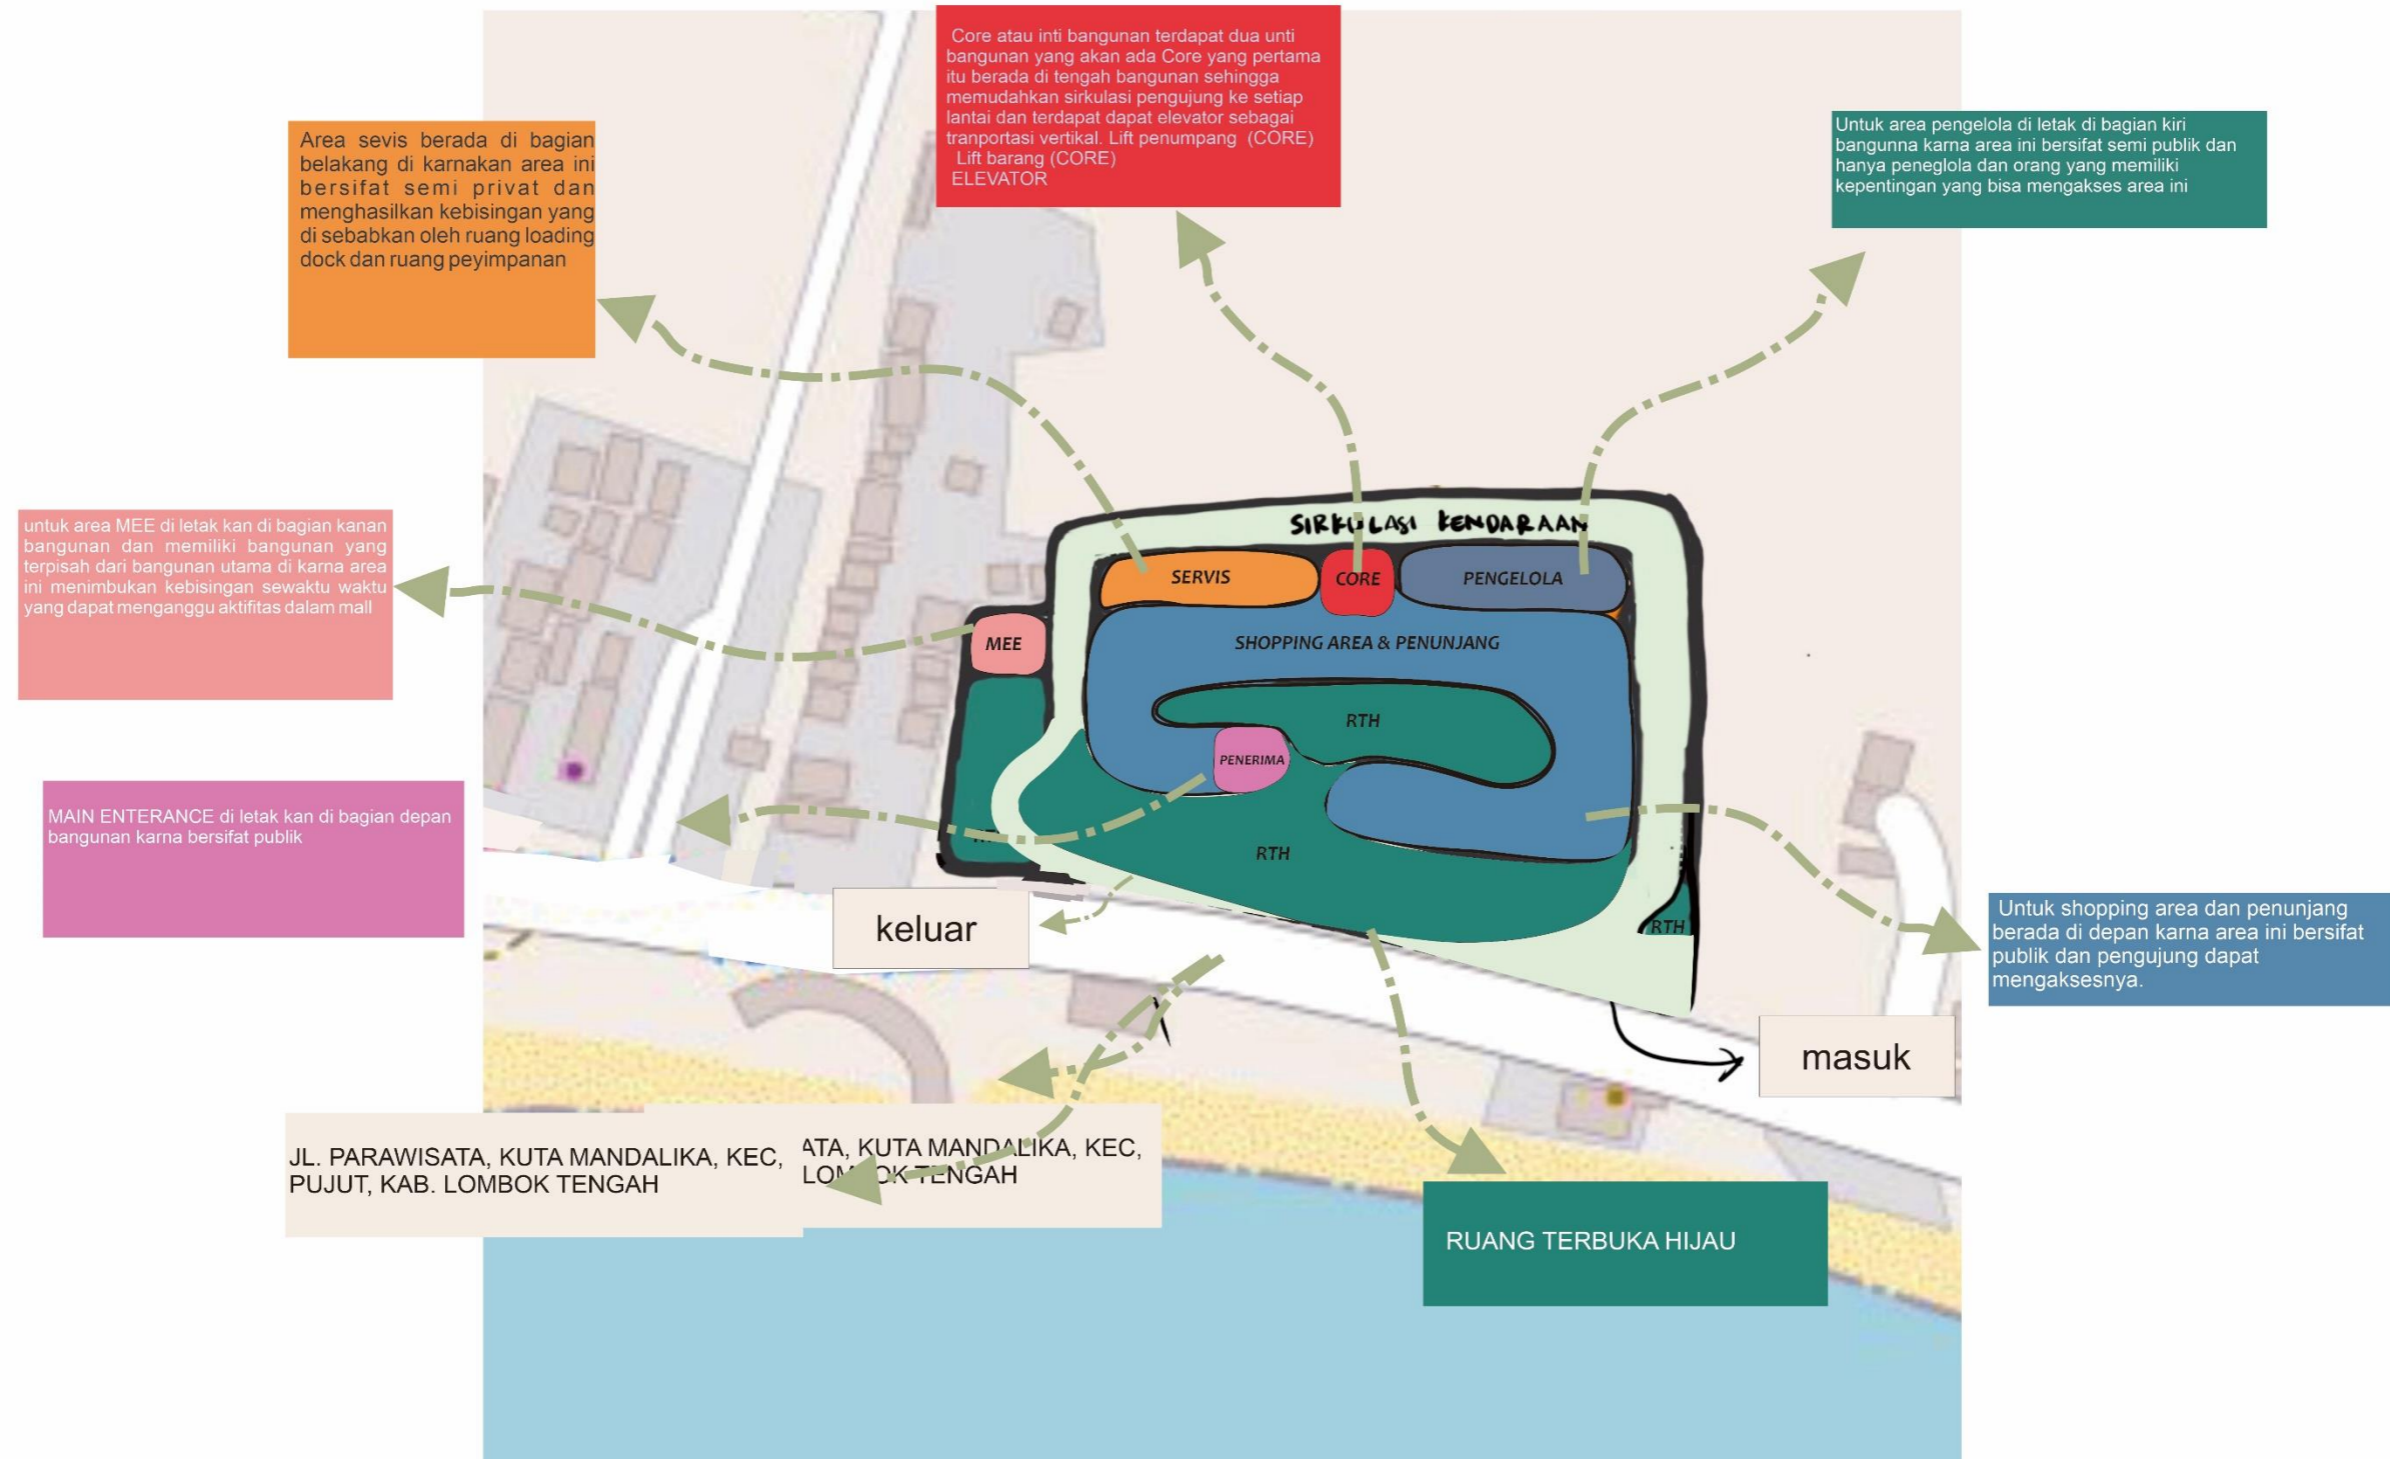 Core atau inti bangunan terdapat dua unti
bangunan yang akan ada Core yang pertama
itu berada di tengah bangunan sehingga
memudahkan sirkulasi pengujung ke setiap
lantai dan terdapat dapat elevator sebagai
tranportasi vertikal. Lift penumpang (CORE)
Lift barang (CORE)
ELEVATOR
Area sevis berada di bagian
belakang di karnakan area ini
bersifat semi privat dan
menghasilkan kebisingan yang
di sebabkan oleh ruang loading
dock dan ruang peyimpanan
Untuk area pengelola di letak di bagian kiri
bangunna karna area ini bersifat semi publik dan
hanya peneglola dan orang yang memiliki
kepentingan yang bisa mengakses area ini
untuk area MEE di letak kan di bagian kanan
bangunan dan memiliki bangunan yang
terpisah dari bangunan utama di karna area
ini menimbukan kebisingan sewaktu waktu
yang dapat menganggu aktifitas dalam mall
SIRKULASI KENDARAAN
SERVIS
CORE
PENGELOLA
MEE
SHOPPING AREA & PENUNJANG
RTH
PENERIMA
MAIN ENTERANCE di letak kan di bagian depan
bangunan karna bersifat publik
RTH
RTH
keluar
Untuk shopping area dan penunjang
berada di depan karna area ini bersifat
publik dan pengujung dapat
mengaksesnya.
masuk
JL. PARAWISATA, KUTA MANDALIKA, KEC,
PUJUT, KAB. LOMBOK TENGAH
ATA, KUTA MANDALIKA, KEC,
LOMBOK TENGAH
RUANG TERBUKA HIJAU